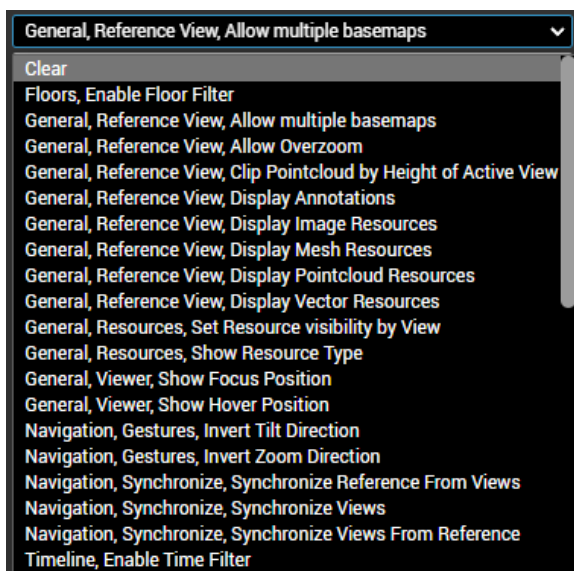 General, Reference View, Allow multiple basemaps
Clear
Floors, Enable Floor Filter
General, Reference View, Allow multiple basemaps
General, Reference View, Allow Overzoom
General, Reference View, Clip Pointcloud by Height of Active View
General, Reference View, Display Annotations
General, Reference View, Display Image Resources
General, Reference View, Display Mesh Resources
General, Reference View, Display Pointcloud Resources
General, Reference View, Display Vector Resources
General, Resources, Set Resource visibility by View
General, Resources, Show Resource Type
General, Viewer, Show Focus Position
General, Viewer, Show Hover Position
Navigation, Gestures, Invert Tilt Direction
Navigation, Gestures, Invert Zoom Direction
Navigation, Synchronize, Synchronize Reference From Views
Navigation, Synchronize, Synchronize Views
Navigation, Synchronize, Synchronize Views From Reference
Timeline, Enable Time Filter